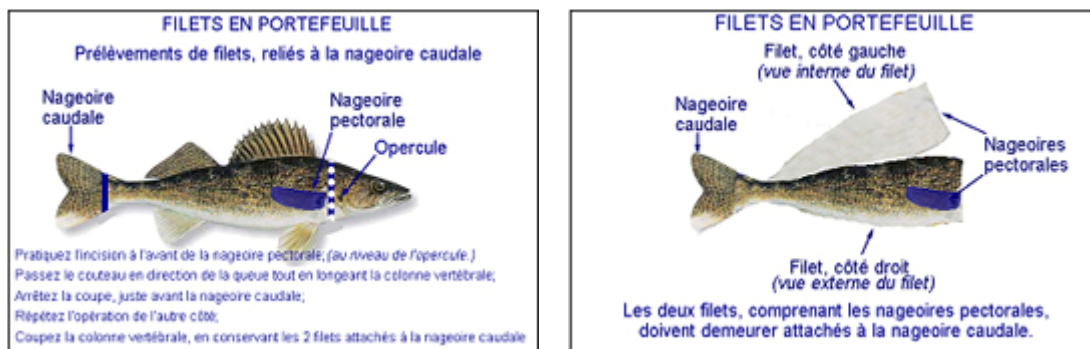 FILETS EN PORTEFEUILLE
Prélèvements de filets, reliés à la nageoire caudale
Nageoire
caudale
Nageoire
pectorale
Opercule
Pratiquez l'incision à l'avant de la nageoire pectorale; (au niveau de l'opercule.)
Passez le couteau en direction de la queue tout en longeant la colonne vertébrale;
Arrêtez la coupe, juste avant la nageoire caudale;
Répétez l'opération de l'autre côté;
Coupez la colonne vertébrale, en conservant les 2 filets attachés à la nageoire caudale
FILETS EN PORTEFEUILLE
Filet, côté gauche
(vue interne du filet)
Nageoire
caudale
Nageoires
pectorales
Filet, côté droit
(vue externe du filet)
Les deux filets, comprenant les nageoires pectorales,
doivent demeurer attachés à la nageoire caudale.